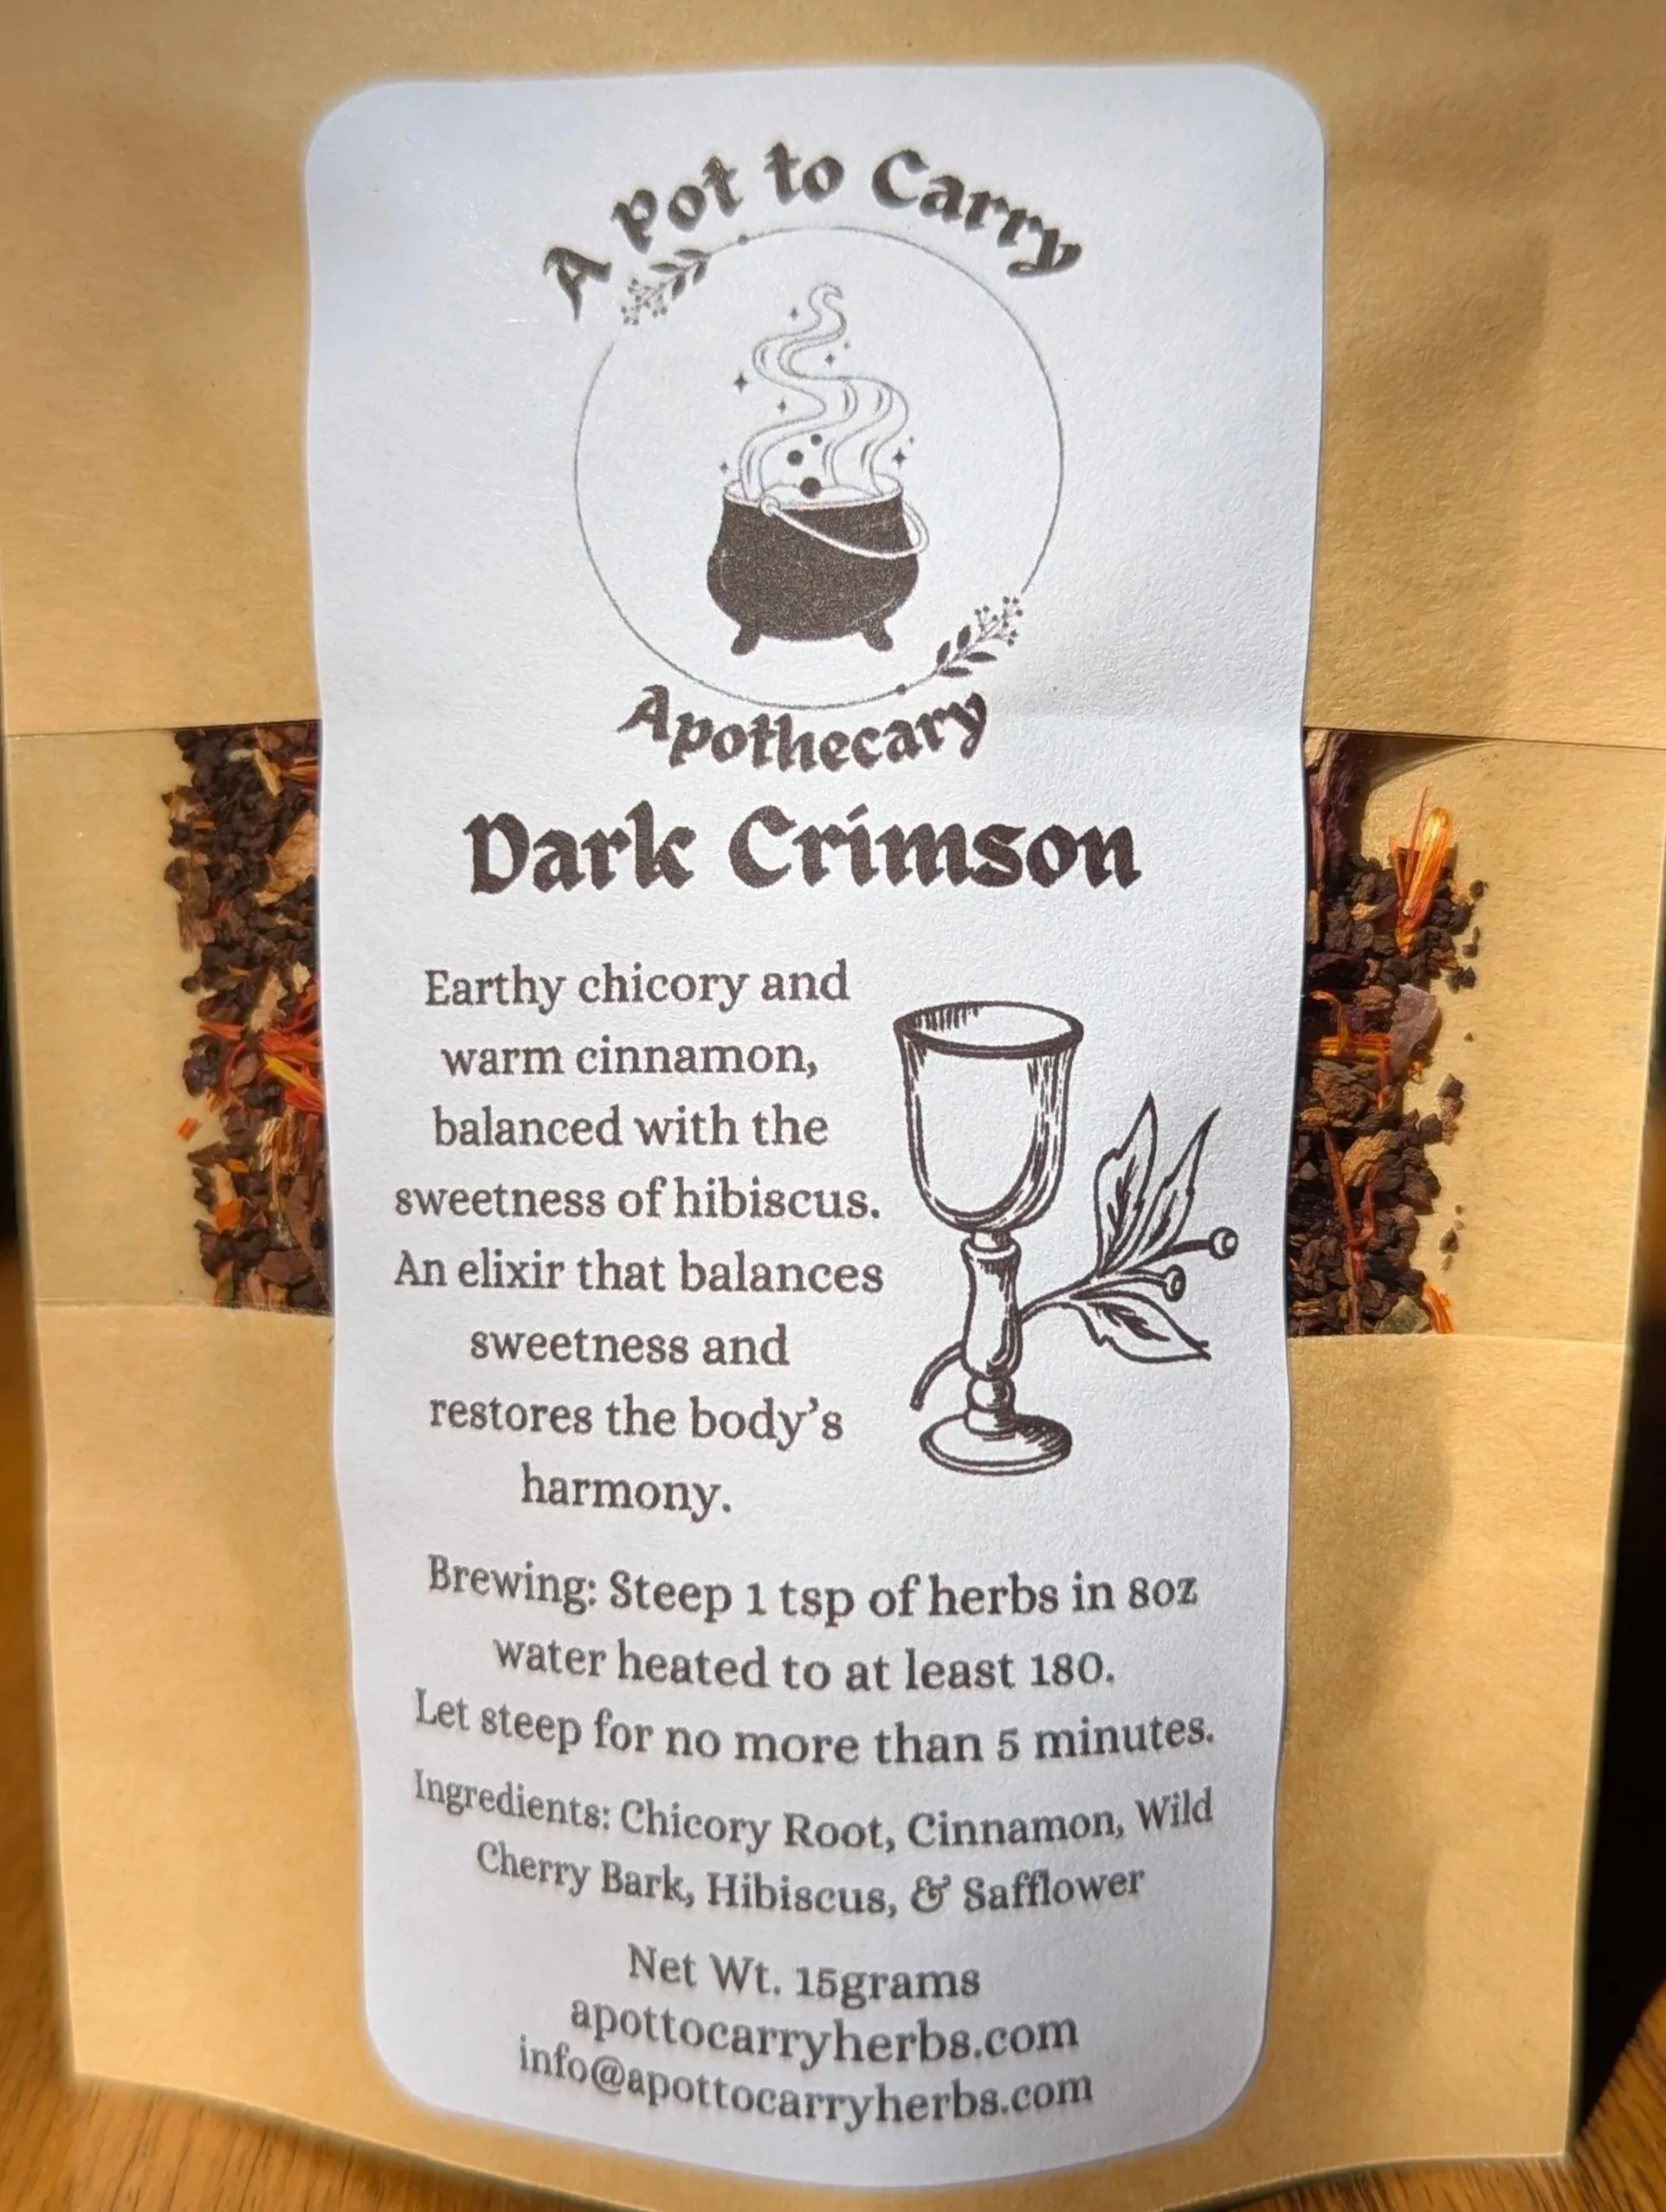 A Pot to Carry
Apothecary
Dark Crimson
Earthy chicory and
warm cinnamon,
balanced with the
sweetness of hibiscus.
An elixir that balances
sweetness and
restores the body's
harmony.
Brewing: Steep 1 tsp of herbs in 8oz
water heated to at least 180.
Let steep for no more than 5 minutes.
Ingredients: Chicory Root, Cinnamon, Wild
Cherry Bark, Hibiscus, & Safflower
Net Wt. 15grams
apottocarryherbs.com
info@apottocarryherbs.com